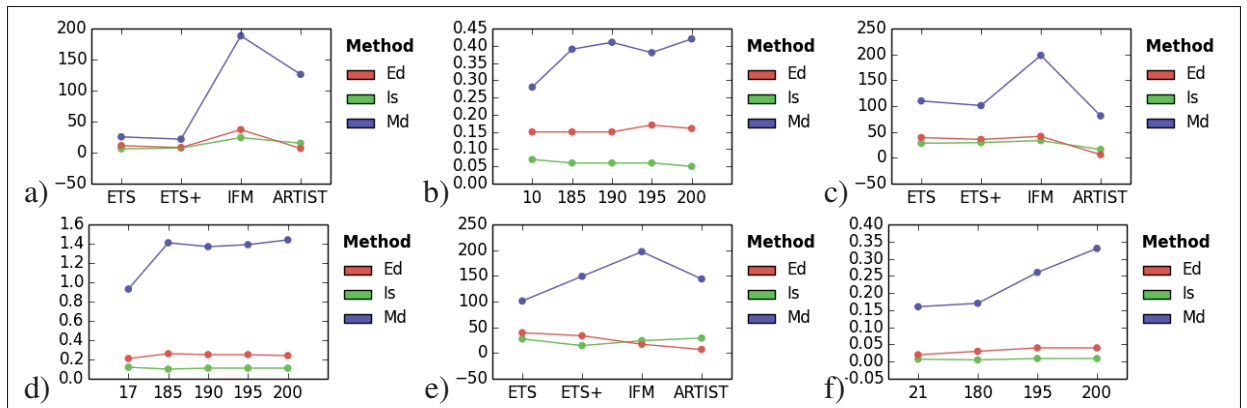 200
150
100
50
0
−50
ETS ETS+ IFM ARTIST
Method
Ed
Is
Md
a)
0.45
0.40
0.35
0.30
0.25
0.20
0.15
0.10
0.05
0.00
10 185 190 195 200
Method
Ed
Is
Md
b)
250
200
150
100
50
0
−50
ETS ETS+ IFM ARTIST
Method
Ed
Is
Md
c)
1.6
1.4
1.2
1.0
0.8
0.6
0.4
0.2
0.0
17 185 190 195 200
Method
Ed
Is
Md
d)
250
200
150
100
50
0
−50
ETS ETS+ IFM ARTIST
Method
Ed
Is
Md
e)
0.40
0.35
0.30
0.25
0.20
0.15
0.10
0.05
0.00
−0.05
21 180 195 200
Method
Ed
Is
Md
f)